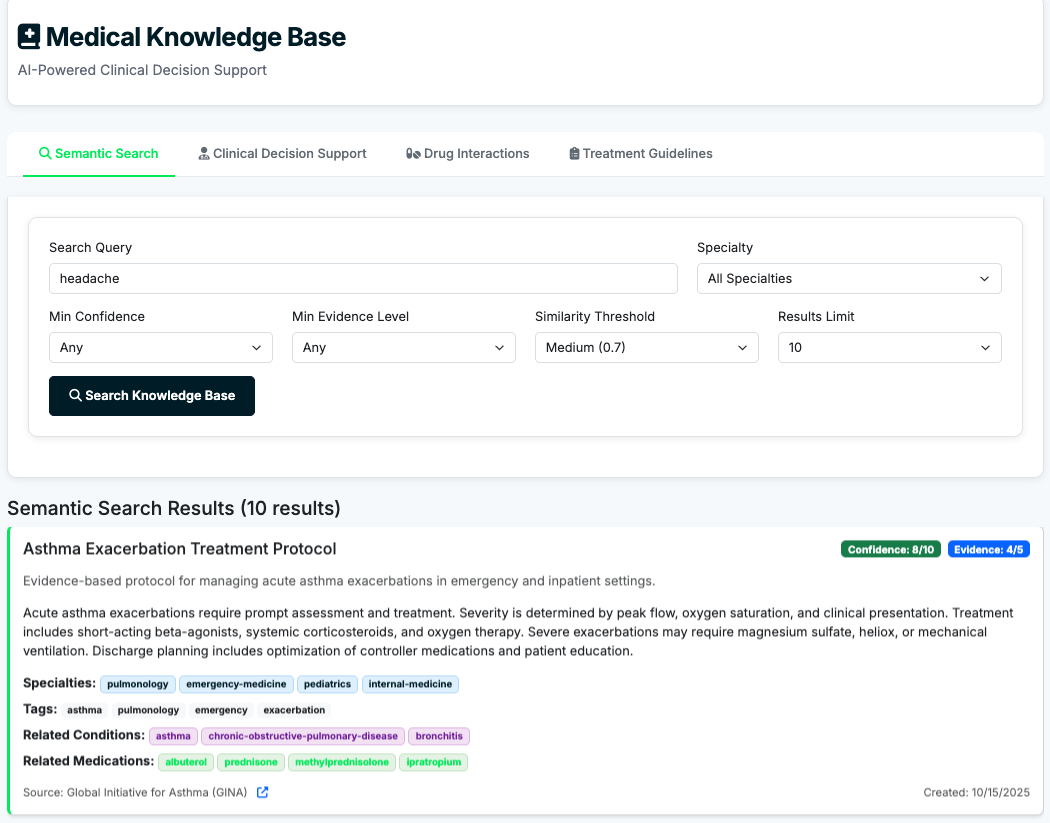 Medical Knowledge Base
AI-Powered Clinical Decision Support
Semantic Search
Clinical Decision Support
Drug Interactions
Treatment Guidelines
Search Query
Specialty
headache
All Specialties
Min Confidence
Min Evidence Level
Similarity Threshold
Results Limit
Any
Any
Medium (0.7)
10
Search Knowledge Base
Semantic Search Results (10 results)
Asthma Exacerbation Treatment Protocol
Confidence: 8/10
Evidence: 4/5
Evidence-based protocol for managing acute asthma exacerbations in emergency and inpatient settings.
Acute asthma exacerbations require prompt assessment and treatment. Severity is determined by peak flow, oxygen saturation, and clinical presentation. Treatment
includes short-acting beta-agonists, systemic corticosteroids, and oxygen therapy. Severe exacerbations may require magnesium sulfate, heliox, or mechanical
ventilation. Discharge planning includes optimization of controller medications and patient education.
Specialties: pulmonology emergency-medicine pediatrics internal-medicine
Tags: asthma pulmonology emergency exacerbation
Related Conditions: asthma chronic-obstructive-pulmonary-disease bronchitis
Related Medications: albuterol prednisone methylprednisolone ipratropium
Source: Global Initiative for Asthma (GINA)
Created: 10/15/2025